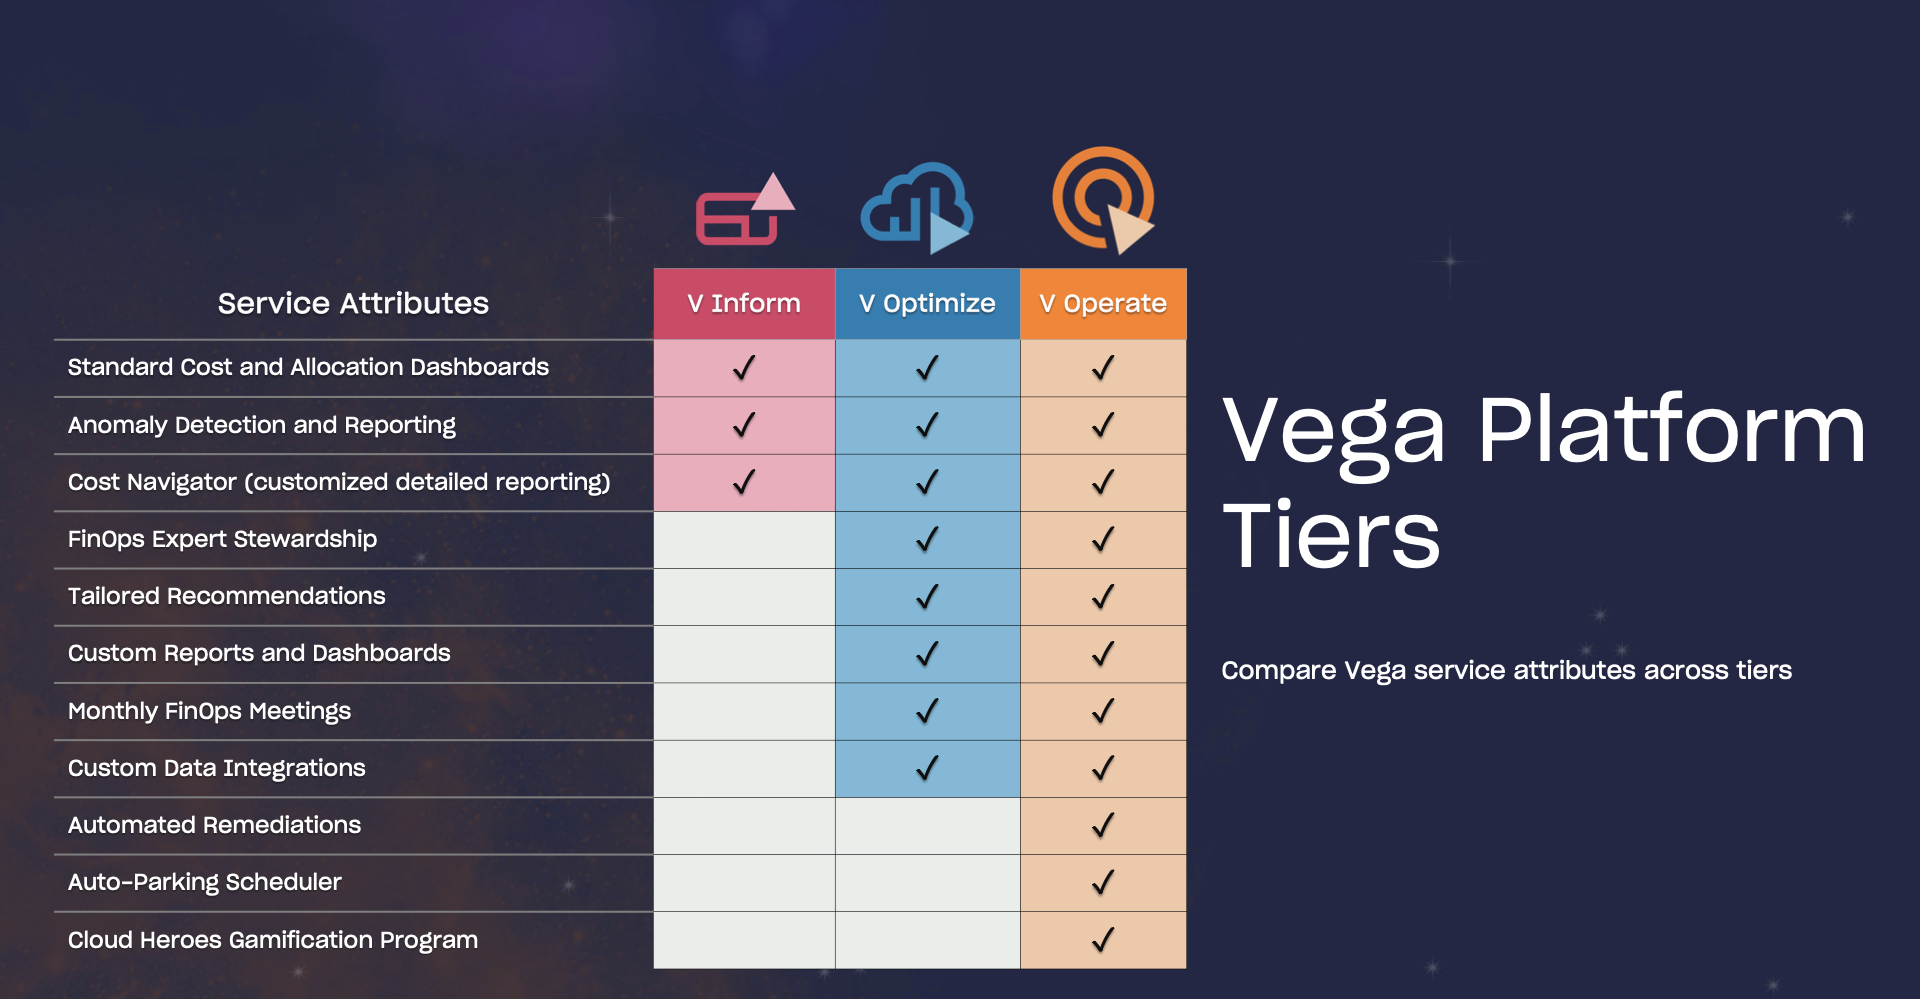 Service Attributes V Inform V Optimize V Operate
Standard Cost and Allocation Dashboards ✓ ✓ ✓
Anomaly Detection and Reporting ✓ ✓ ✓
Cost Navigator (customized detailed reporting) ✓ ✓ ✓
FinOps Expert Stewardship ✓ ✓
Tailored Recommendations ✓ ✓
Custom Reports and Dashboards ✓ ✓
Monthly FinOps Meetings ✓ ✓
Custom Data Integrations ✓ ✓
Automated Remediations ✓
Auto-Parking Scheduler ✓
Cloud Heroes Gamification Program ✓
Vega Platform
Tiers
Compare Vega service attributes across tiers